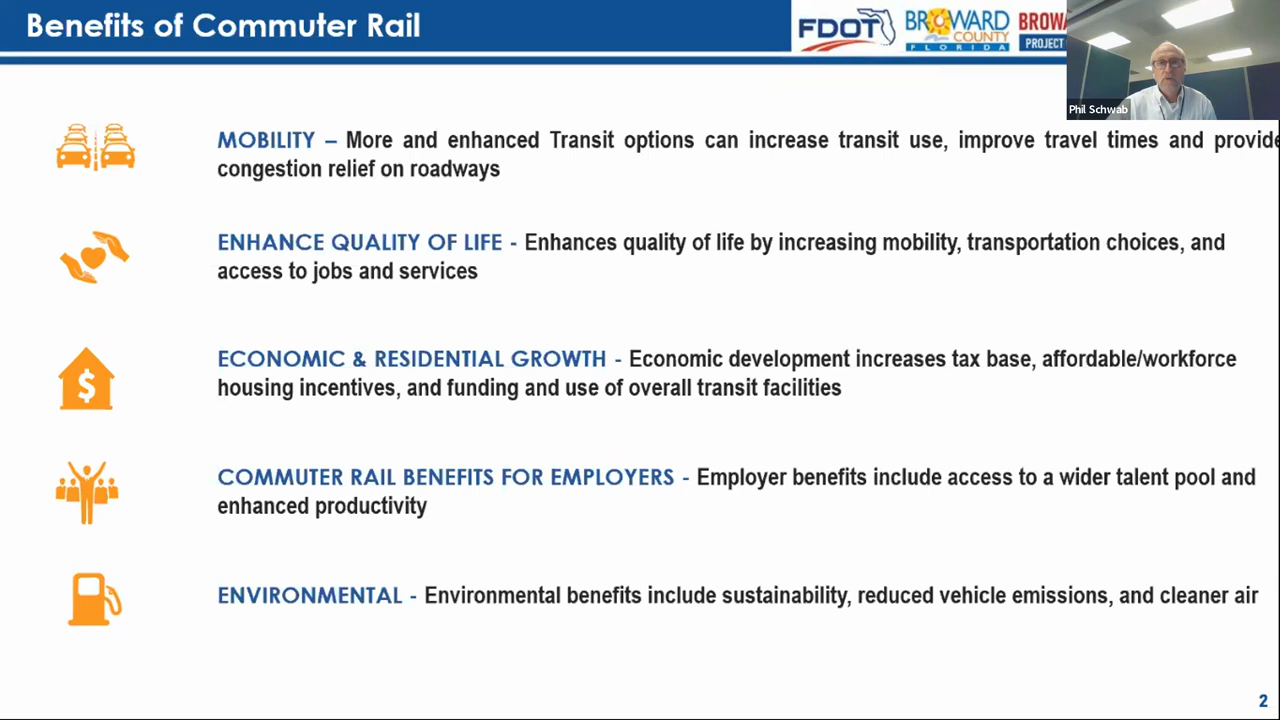 Benefits of Commuter Rail
FDOT
BROWARD
COUNTY
FLORIDA
PROJECT
Phil Schwab
MOBILITY – More and enhanced Transit options can increase transit use, improve travel times and provide
congestion relief on roadways
ENHANCE QUALITY OF LIFE - Enhances quality of life by increasing mobility, transportation choices, and
access to jobs and services
ECONOMIC & RESIDENTIAL GROWTH - Economic development increases tax base, affordable/workforce
housing incentives, and funding and use of overall transit facilities
$
COMMUTER RAIL BENEFITS FOR EMPLOYERS - Employer benefits include access to a wider talent pool and
enhanced productivity
ENVIRONMENTAL - Environmental benefits include sustainability, reduced vehicle emissions, and cleaner air
2